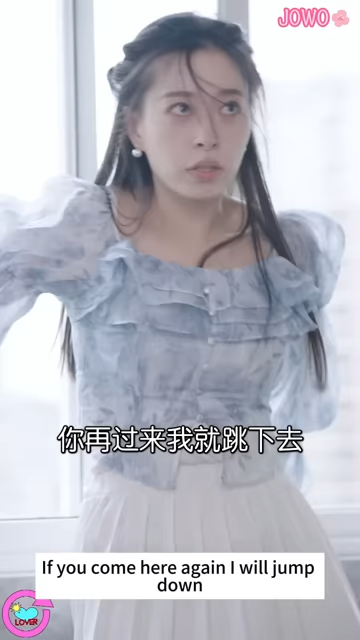 JOWO
你再过来我就跳下去
If you come here again I will jump
down
LOVER